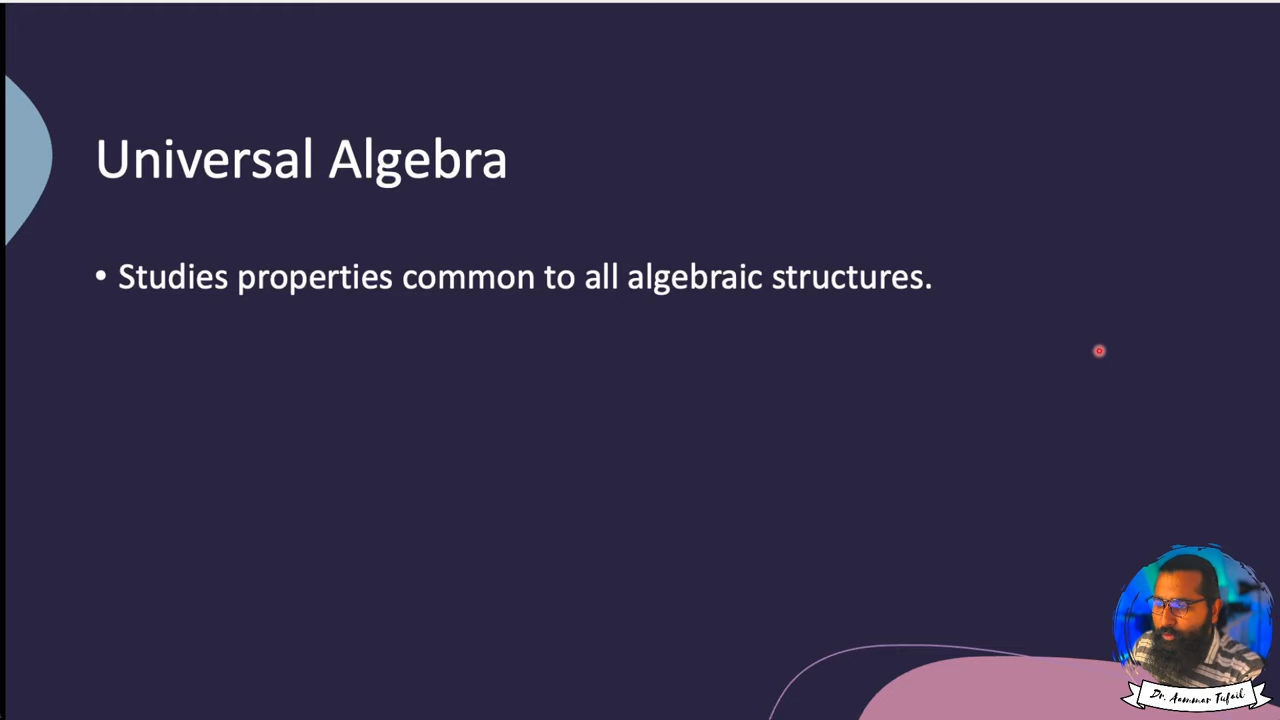 Universal Algebra
• Studies properties common to all algebraic structures.
Dr. Aammar Tufail